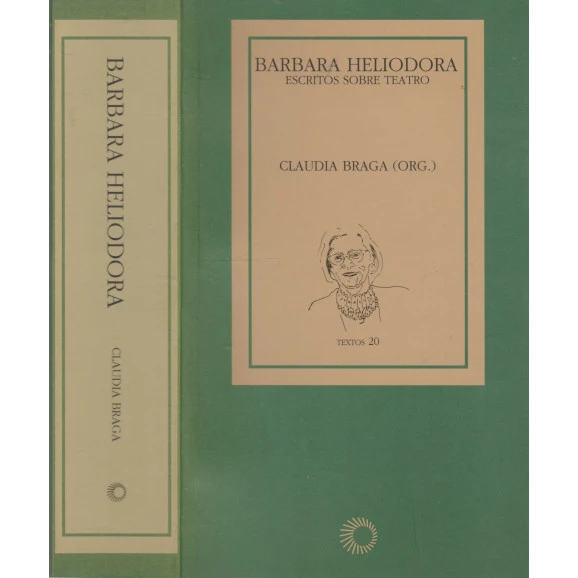 BARBARA HELIODORA
CLAUDIA BRAGA
BARBARA HELIODORA
ESCRITOS SOBRE TEATRO
CLAUDIA BRAGA (ORG.)
TEXTOS 20